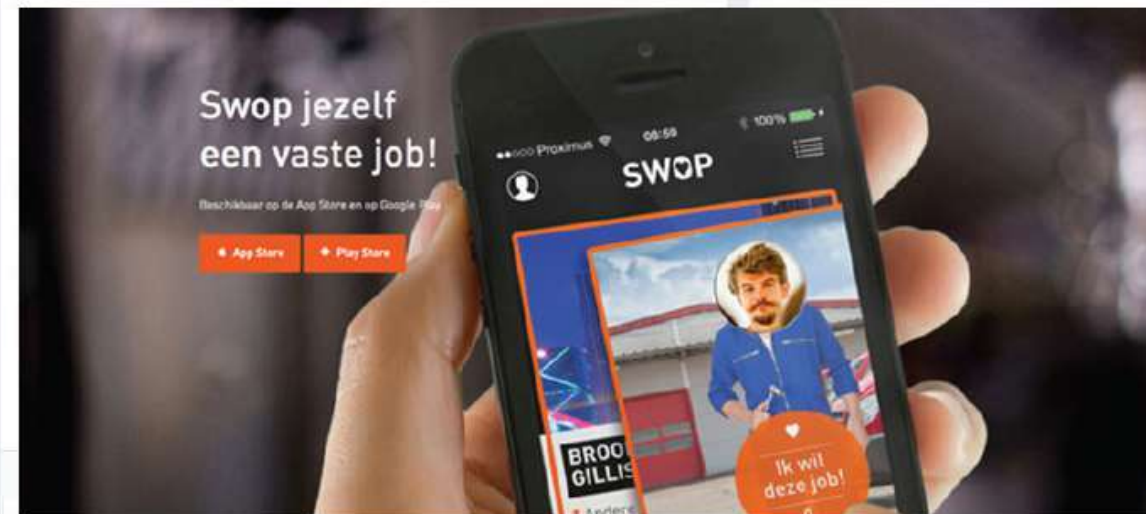 Swop jezelf
een vaste job!
Beschikbaar op de App Store en op Google Play
App Store
Play Store
Proximus
08:50
100%
SWOP
BROO
GILLIS
Andere
Ik wil
deze job!